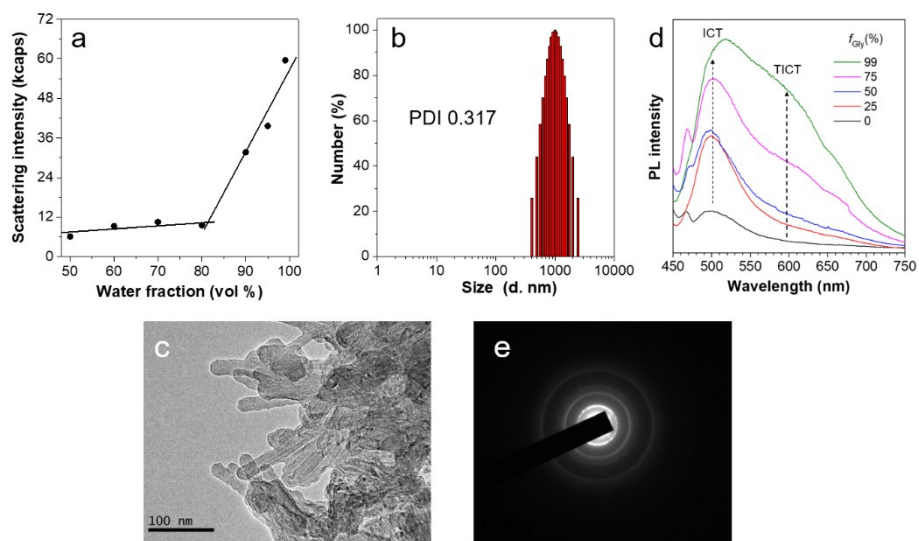 a
72
60
48
36
24
12
0
50 60 70 80 90 100
Scattering intensity (kcaps)
Water fraction (vol %)
b
PDI 0.317
100
80
60
40
20
0
1 10 100 1000 10000
Number (%)
Size (d. nm)
d
ICT
TICT
fGly(%)
99
75
50
25
0
PL intensity
450 500 550 600 650 700 750
Wavelength (nm)
c
100 nm
e